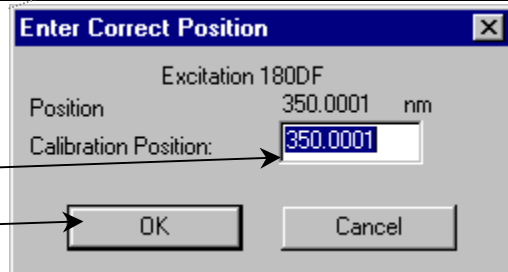 Enter Correct Position
Excitation 180DF
Position 350.0001 nm
Calibration Position: 350.0001
OK Cancel